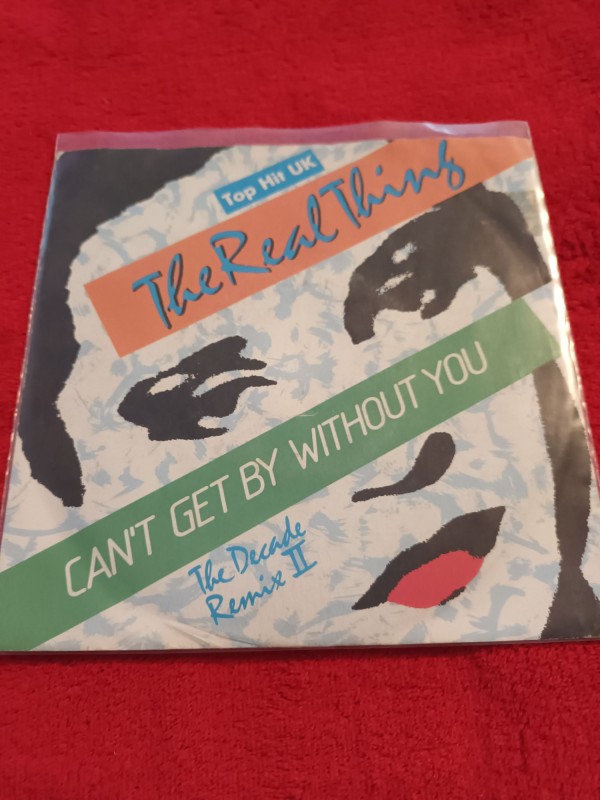 Top Hit UK
The Real Thing
CAN'T GET BY WITHOUT YOU
The Decade
Remix II